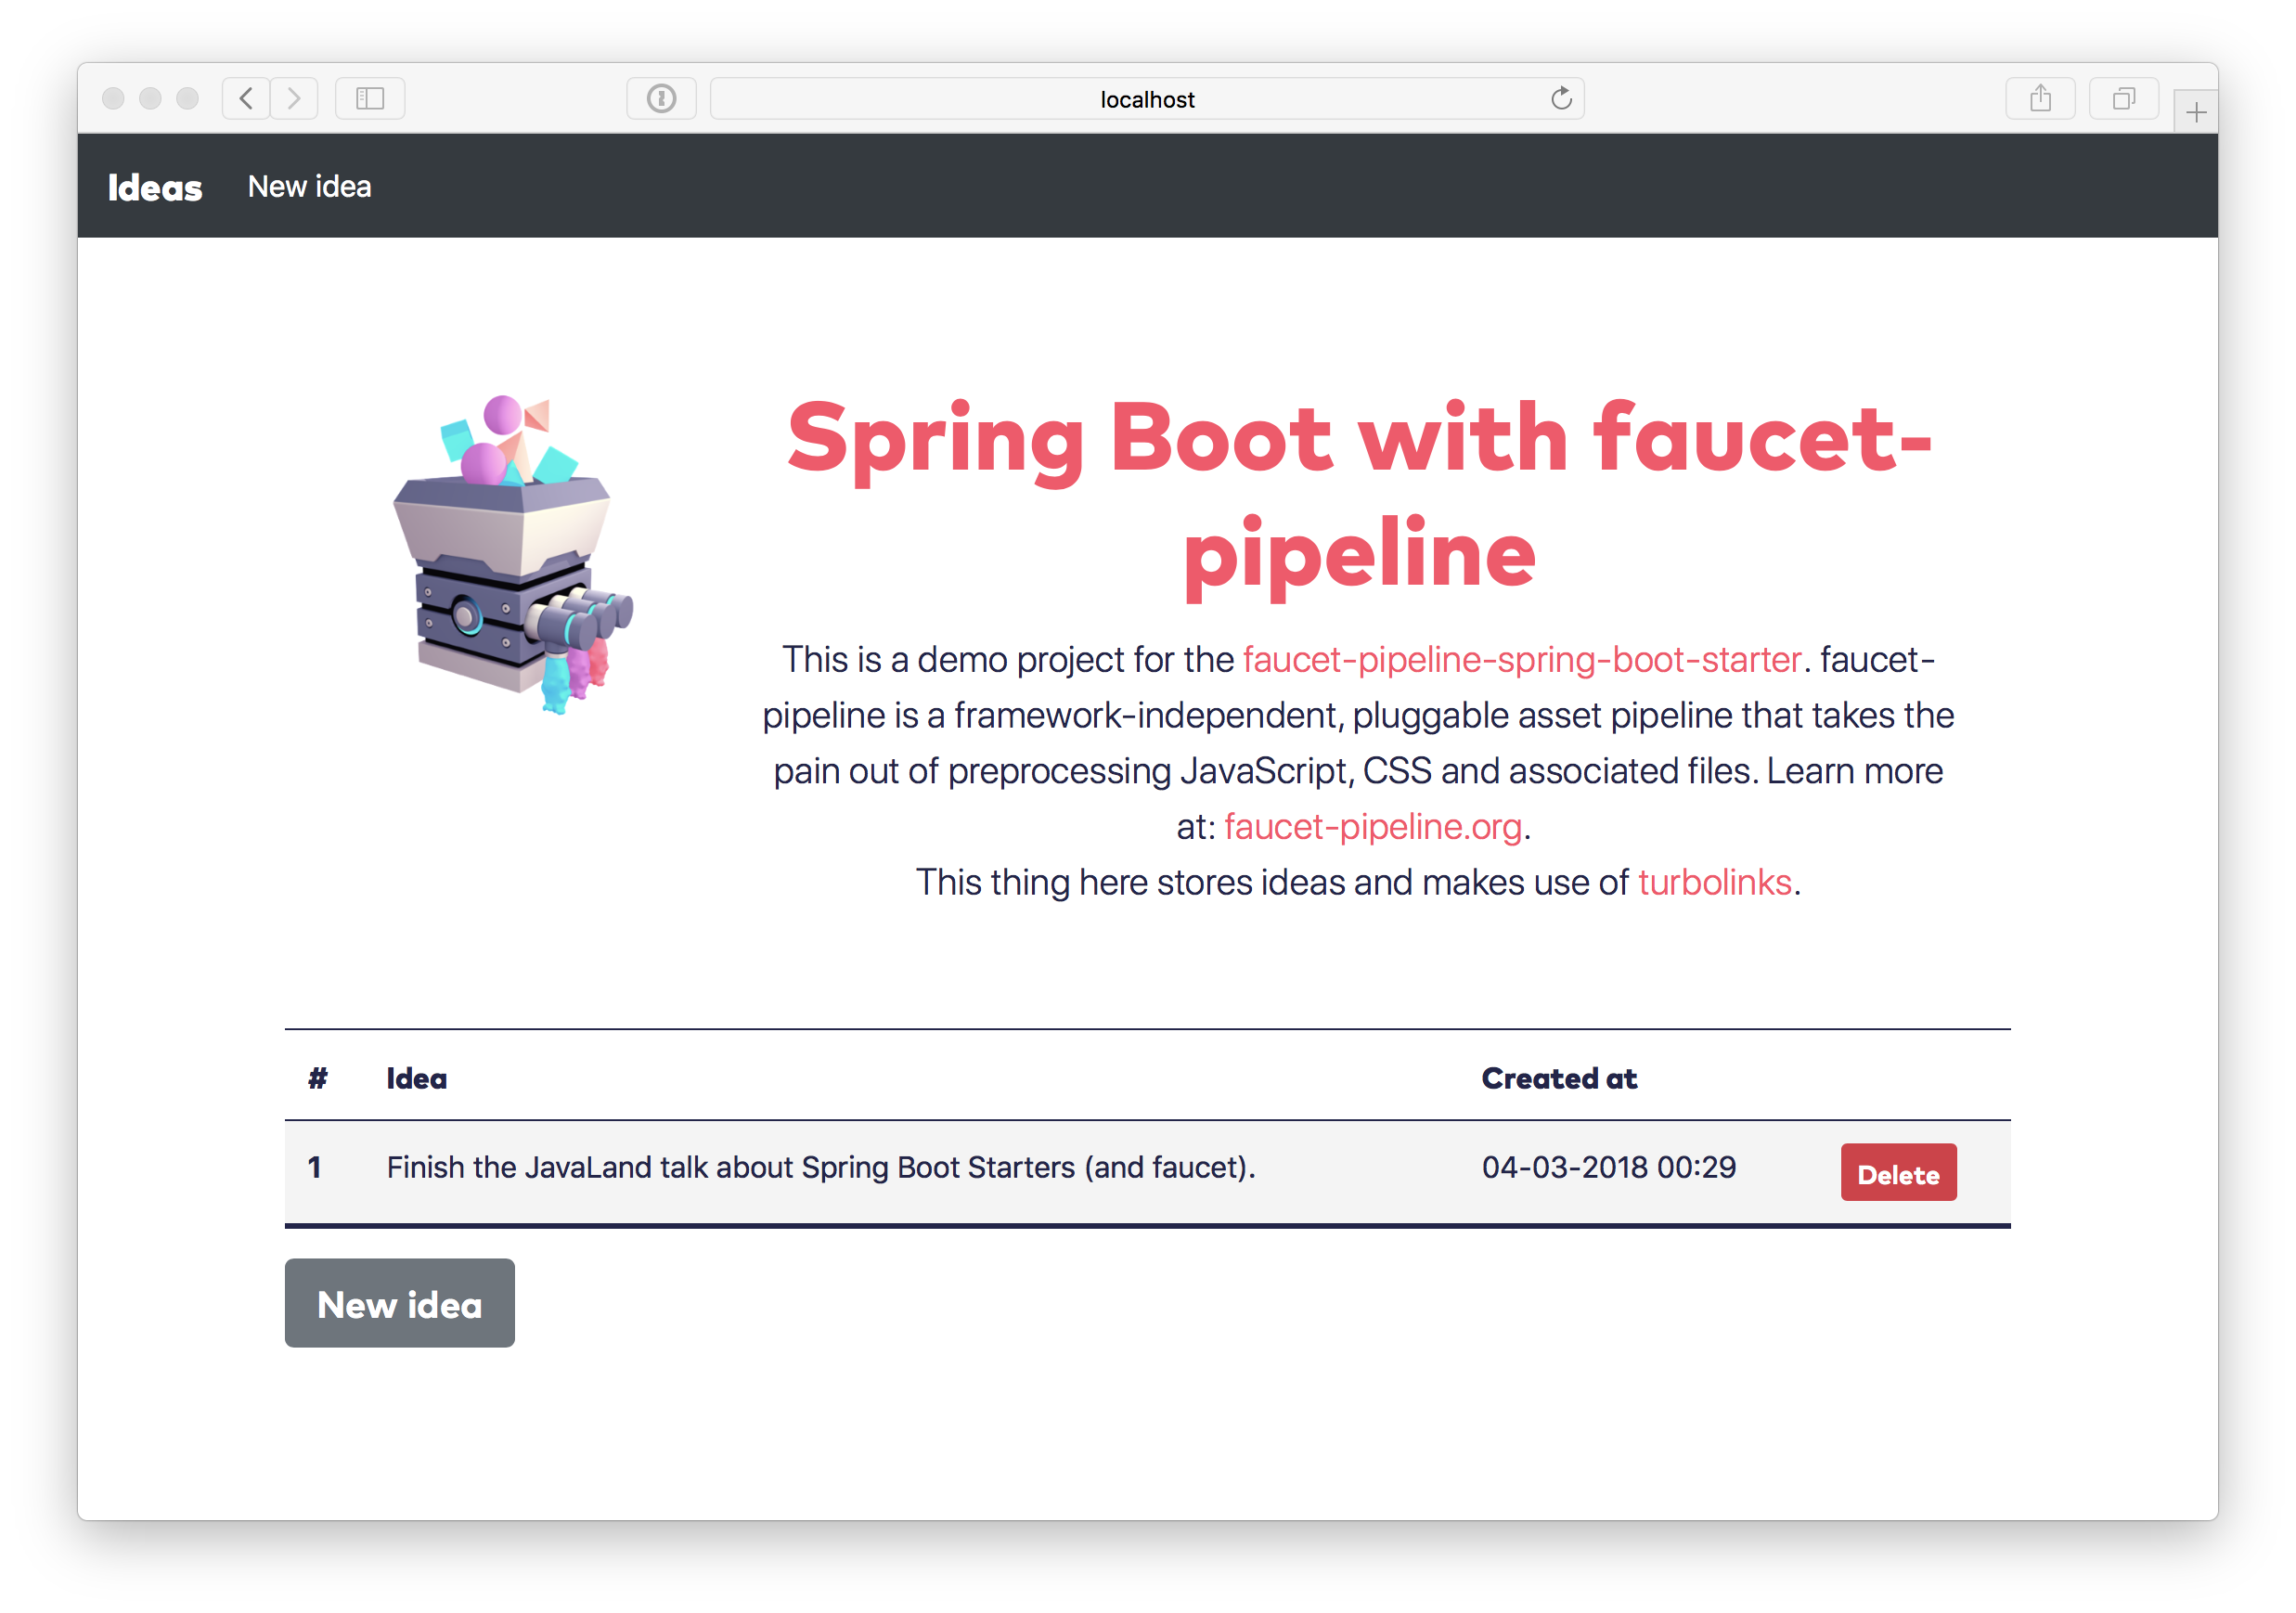 localhost
Ideas New idea
Spring Boot with faucet-
pipeline
This is a demo project for the faucet-pipeline-spring-boot-starter. faucet-
pipeline is a framework-independent, pluggable asset pipeline that takes the
pain out of preprocessing JavaScript, CSS and associated files. Learn more
at: faucet-pipeline.org.
This thing here stores ideas and makes use of turbolinks.
# Idea Created at
1 Finish the JavaLand talk about Spring Boot Starters (and faucet). 04-03-2018 00:29 Delete
New idea